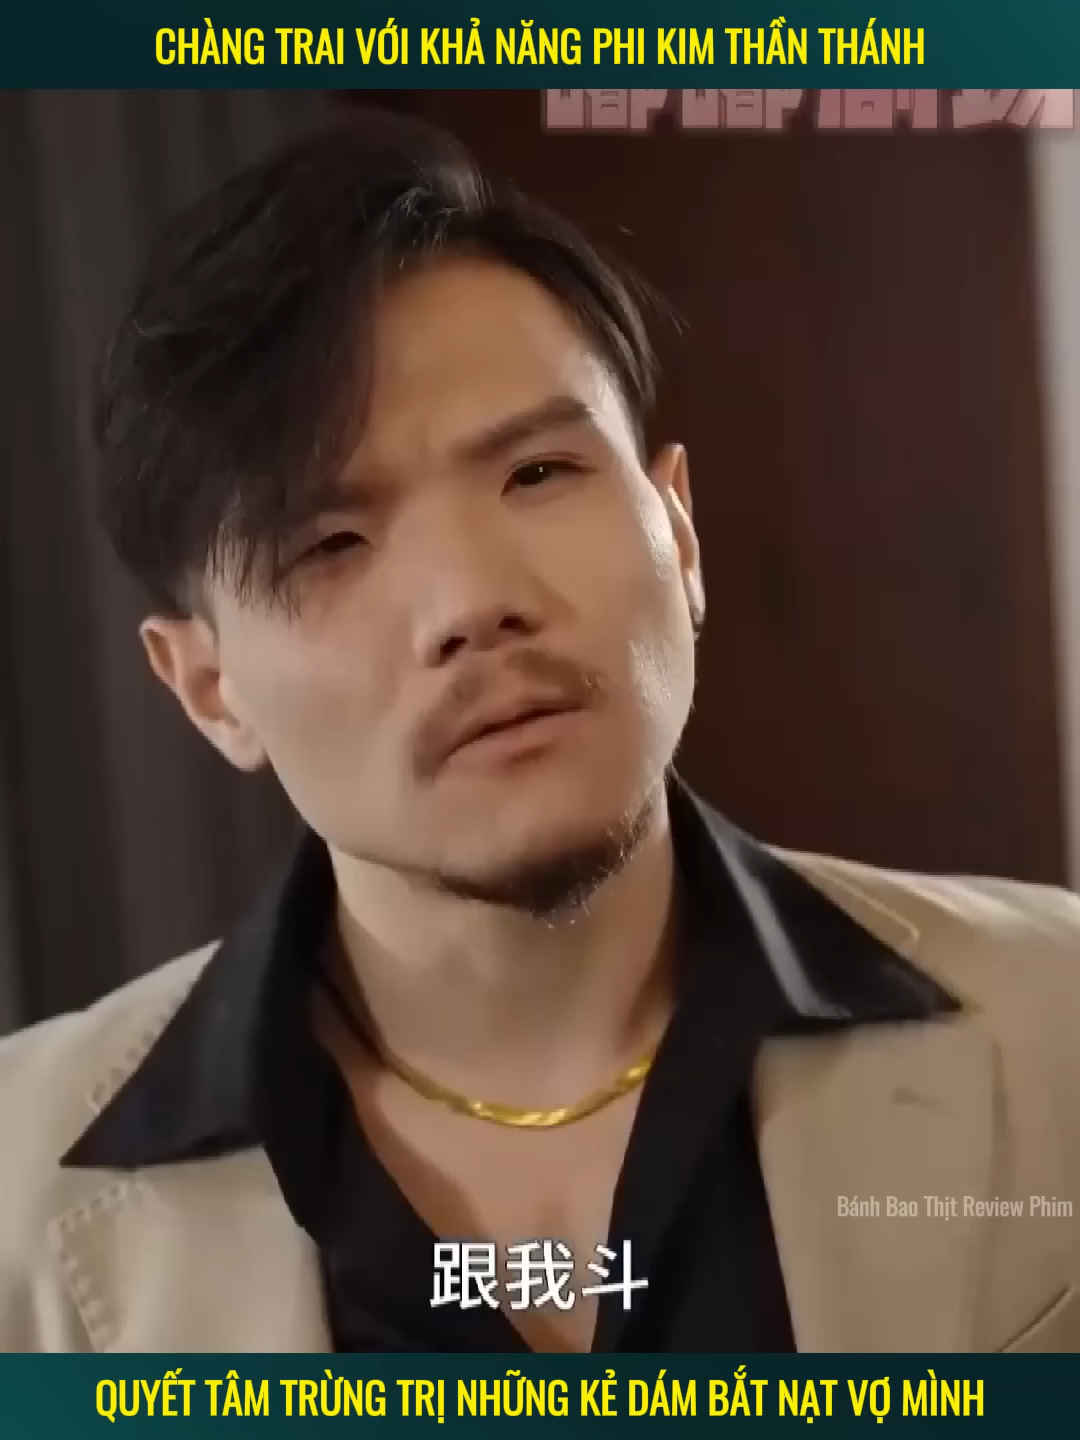 CHÀNG TRAI VỚI KHẢ NĂNG PHI KIM THẦN THÁNH
Bánh Bao Thịt Review Phim
跟我斗
QUYẾT TÂM TRỪNG TRỊ NHỮNG KẺ DÁM BẮT NẠT VỢ MÌNH